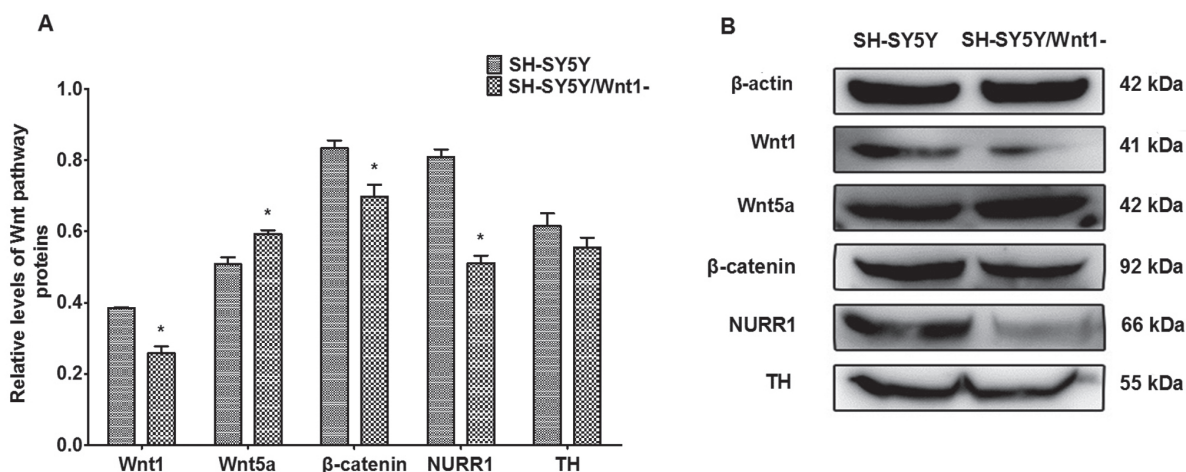 A
SH-SY5Y
SH-SY5Y/Wnt1-
Relative levels of Wnt pathway
proteins
1.0
0.8
0.6
0.4
0.2
0.0
*
*
*
*
Wnt1
Wnt5a
β-catenin
NURR1
TH
B
SH-SY5Y SH-SY5Y/Wnt1-
β-actin 42 kDa
Wnt1 41 kDa
Wnt5a 42 kDa
β-catenin 92 kDa
NURR1 66 kDa
TH 55 kDa